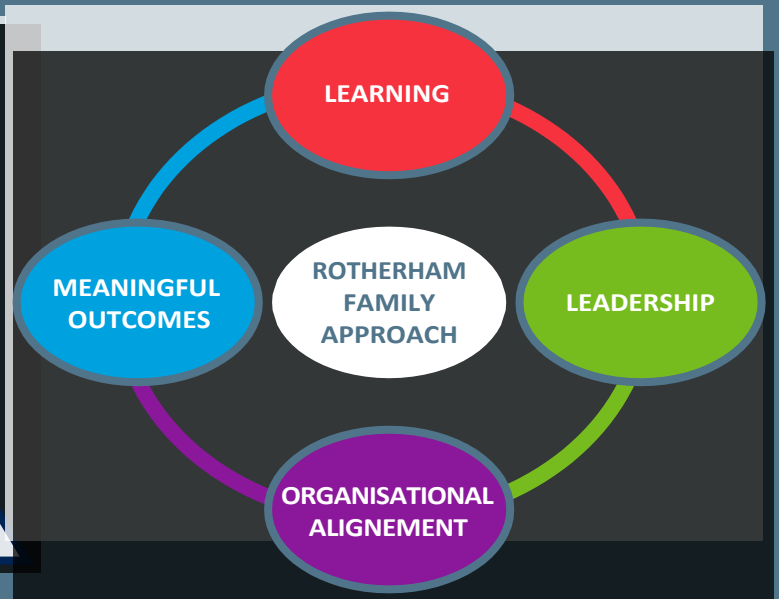 LEARNING
MEANINGFUL
OUTCOMES
ROTHERHAM
FAMILY
APPROACH
LEADERSHIP
ORGANISATIONAL
ALIGNEMENT